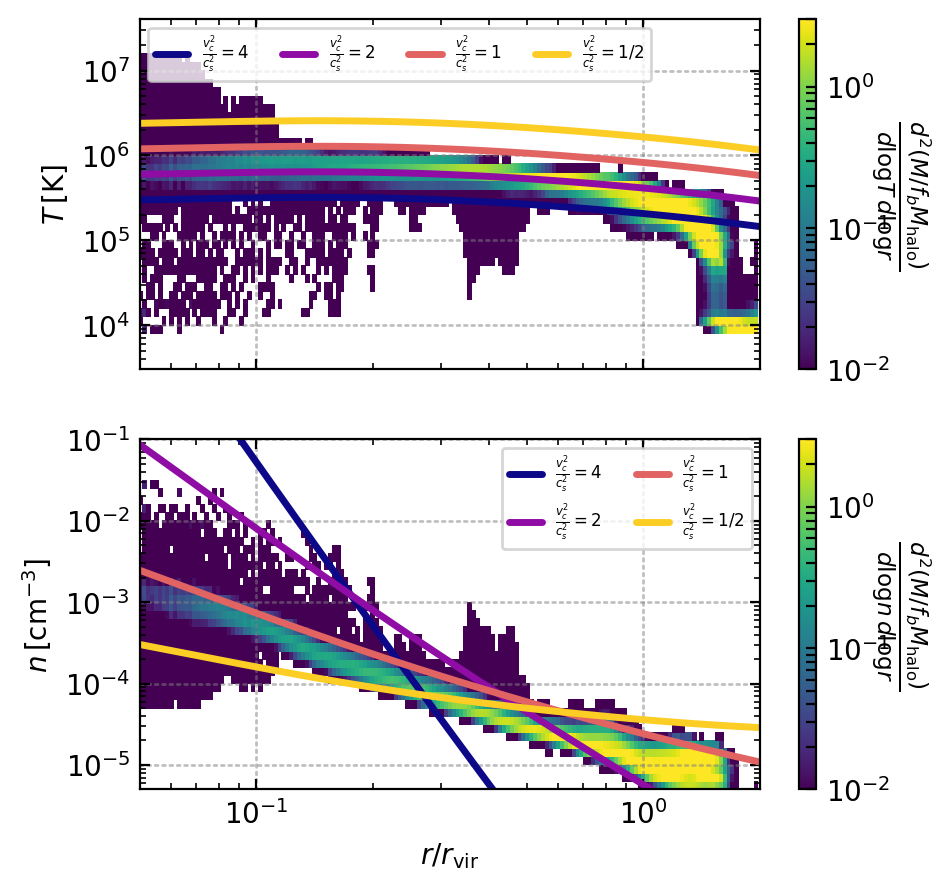 v_c^2/c_s^2 = 4 v_c^2/c_s^2 = 2 v_c^2/c_s^2 = 1 v_c^2/c_s^2 = 1/2
10^7
10^6
10^5
10^4
T [K]
10^0
10^-1
10^-2
d^2(M/f_b M_halo)
dlogT dlogr
v_c^2/c_s^2 = 4 v_c^2/c_s^2 = 1
v_c^2/c_s^2 = 2 v_c^2/c_s^2 = 1/2
10^-1
10^-2
10^-3
10^-4
10^-5
n [cm^-3]
10^0
10^-1
10^-2
d^2(M/f_b M_halo)
dlogn dlogr
10^-1 10^0
r/r_vir